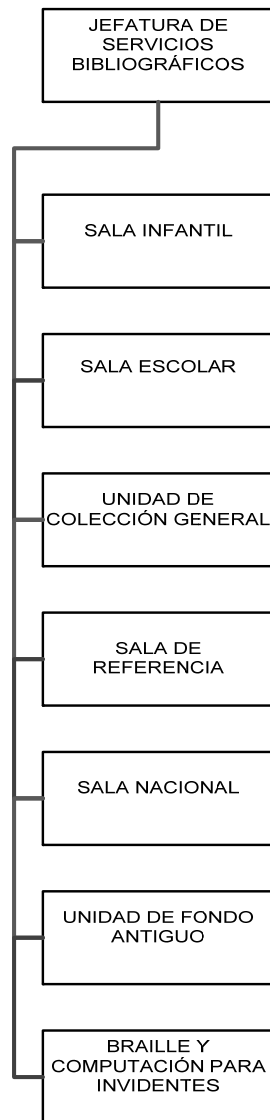 JEFATURA DE
SERVICIOS
BIBLIOGRÁFICOS
SALA INFANTIL
SALA ESCOLAR
UNIDAD DE
COLECCIÓN GENERAL
SALA DE
REFERENCIA
SALA NACIONAL
UNIDAD DE FONDO
ANTIGUO
BRAILLE Y
COMPUTACIÓN PARA
INVIDENTES